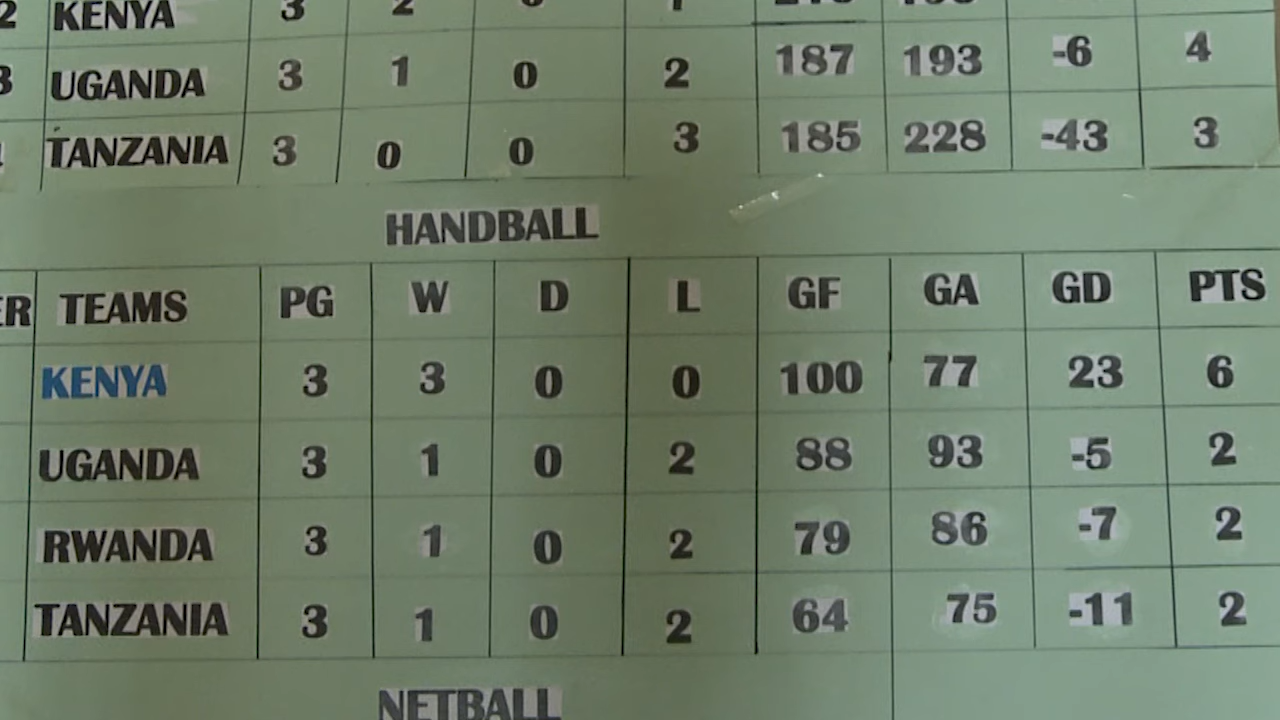 2 KENYA 3 2
UGANDA 3 1 0 2 187 193 -6 4
TANZANIA 3 0 0 3 185 228 -43 3
HANDBALL
ER TEAMS PG W D L GF GA GD PTS
KENYA 3 3 0 0 100 77 23 6
UGANDA 3 1 0 2 88 93 -5 2
RWANDA 3 1 0 2 79 86 -7 2
TANZANIA 3 1 0 2 64 75 -11 2
NETBALL